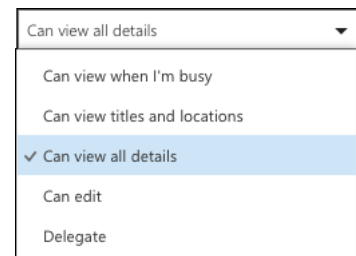 Can view all details
Can view when I'm busy
Can view titles and locations
Can view all details
Can edit
Delegate